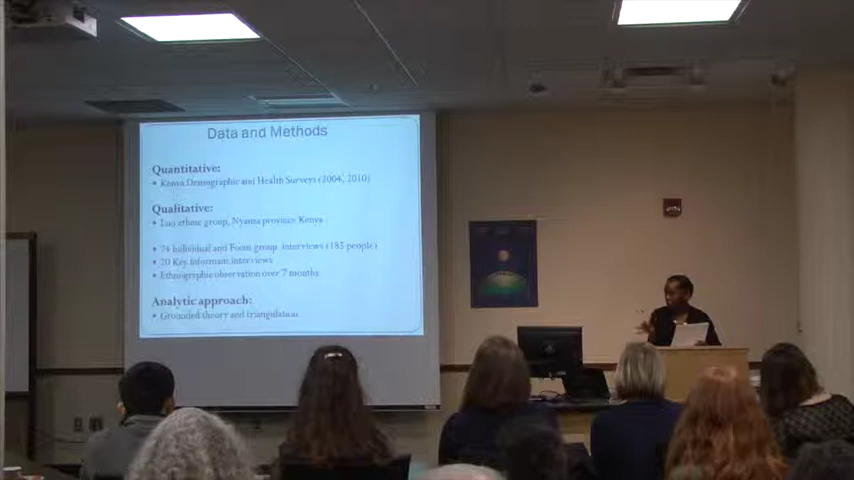 Data and Methods
Quantitative:
• Kenya Demographic and Health Surveys (2004, 2010)
Qualitative:
• Luo ethnic group, Nyanza province Kenya
• 74 Individual and Focus group interviews (185 people)
• 20 Key informant interviews
• Ethnographic observation over 7 months
Analytic approach:
• Grounded theory and triangulation